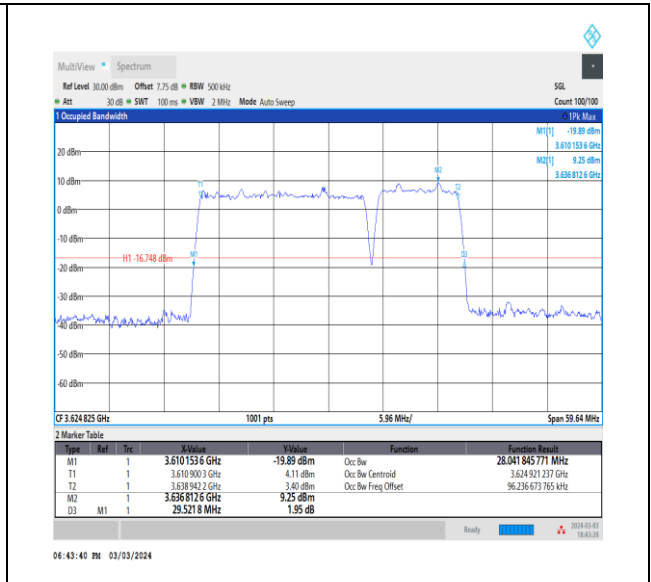 MultiView Spectrum
Ref Level 30.00 dBm Offset 7.75 dB RBW 500 kHz SGL
Att 30 dB SWT 100 ms VBW 2 MHz Mode Auto Sweep Count 100/100
1 Occupied Bandwidth 1Pk Max
M1[1] -19.89 dBm
3.610 153 6 GHz
M2[1] 9.25 dBm
3.636 812 6 GHz
20 dBm
M2
10 dBm
T1 T2
0 dBm
-10 dBm
H1 -16.748 dBm M1 D3
-20 dBm
-30 dBm
-40 dBm
-50 dBm
-60 dBm
CF 3.624 825 GHz 1001 pts 5.96 MHz/ Span 59.64 MHz
2 Marker Table
Type Ref Trc X-Value Y-Value Function Function Result
M1 1 3.610 153 6 GHz -19.89 dBm Occ Bw 28.041 845 771 MHz
T1 1 3.610 900 3 GHz 4.11 dBm Occ Bw Centroid 3.624 921 237 GHz
T2 1 3.638 942 2 GHz 3.40 dBm Occ Bw Freq Offset 96.236 673 765 kHz
M2 1 3.636 812 6 GHz 9.25 dBm
D3 M1 1 29.521 8 MHz 1.95 dB
Ready 2024-03-03
18:43:39
06:43:40 PM 03/03/2024